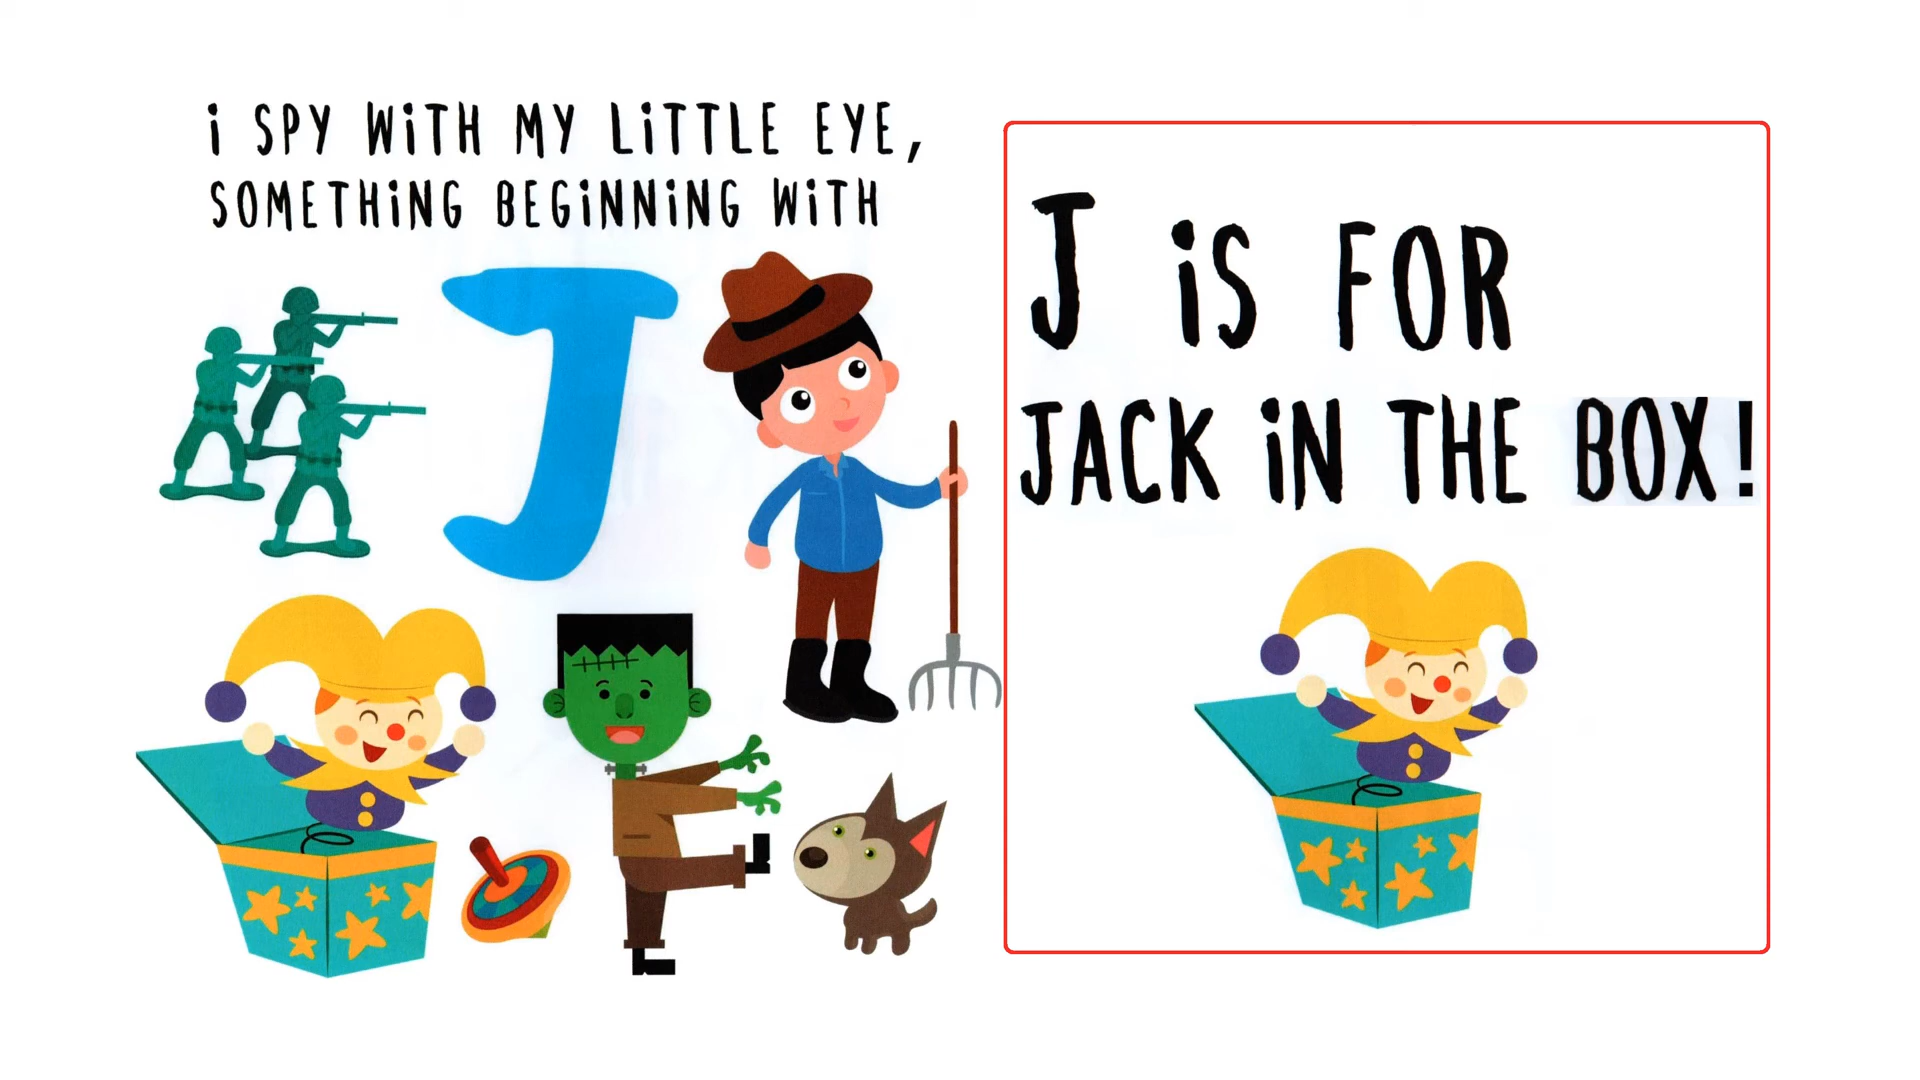 i SPY WiTH MY LiTTLE EYE,
SOMETHiNG BEGiNNiNG WiTH
J
J iS FOR
JACK iN THE BOX!